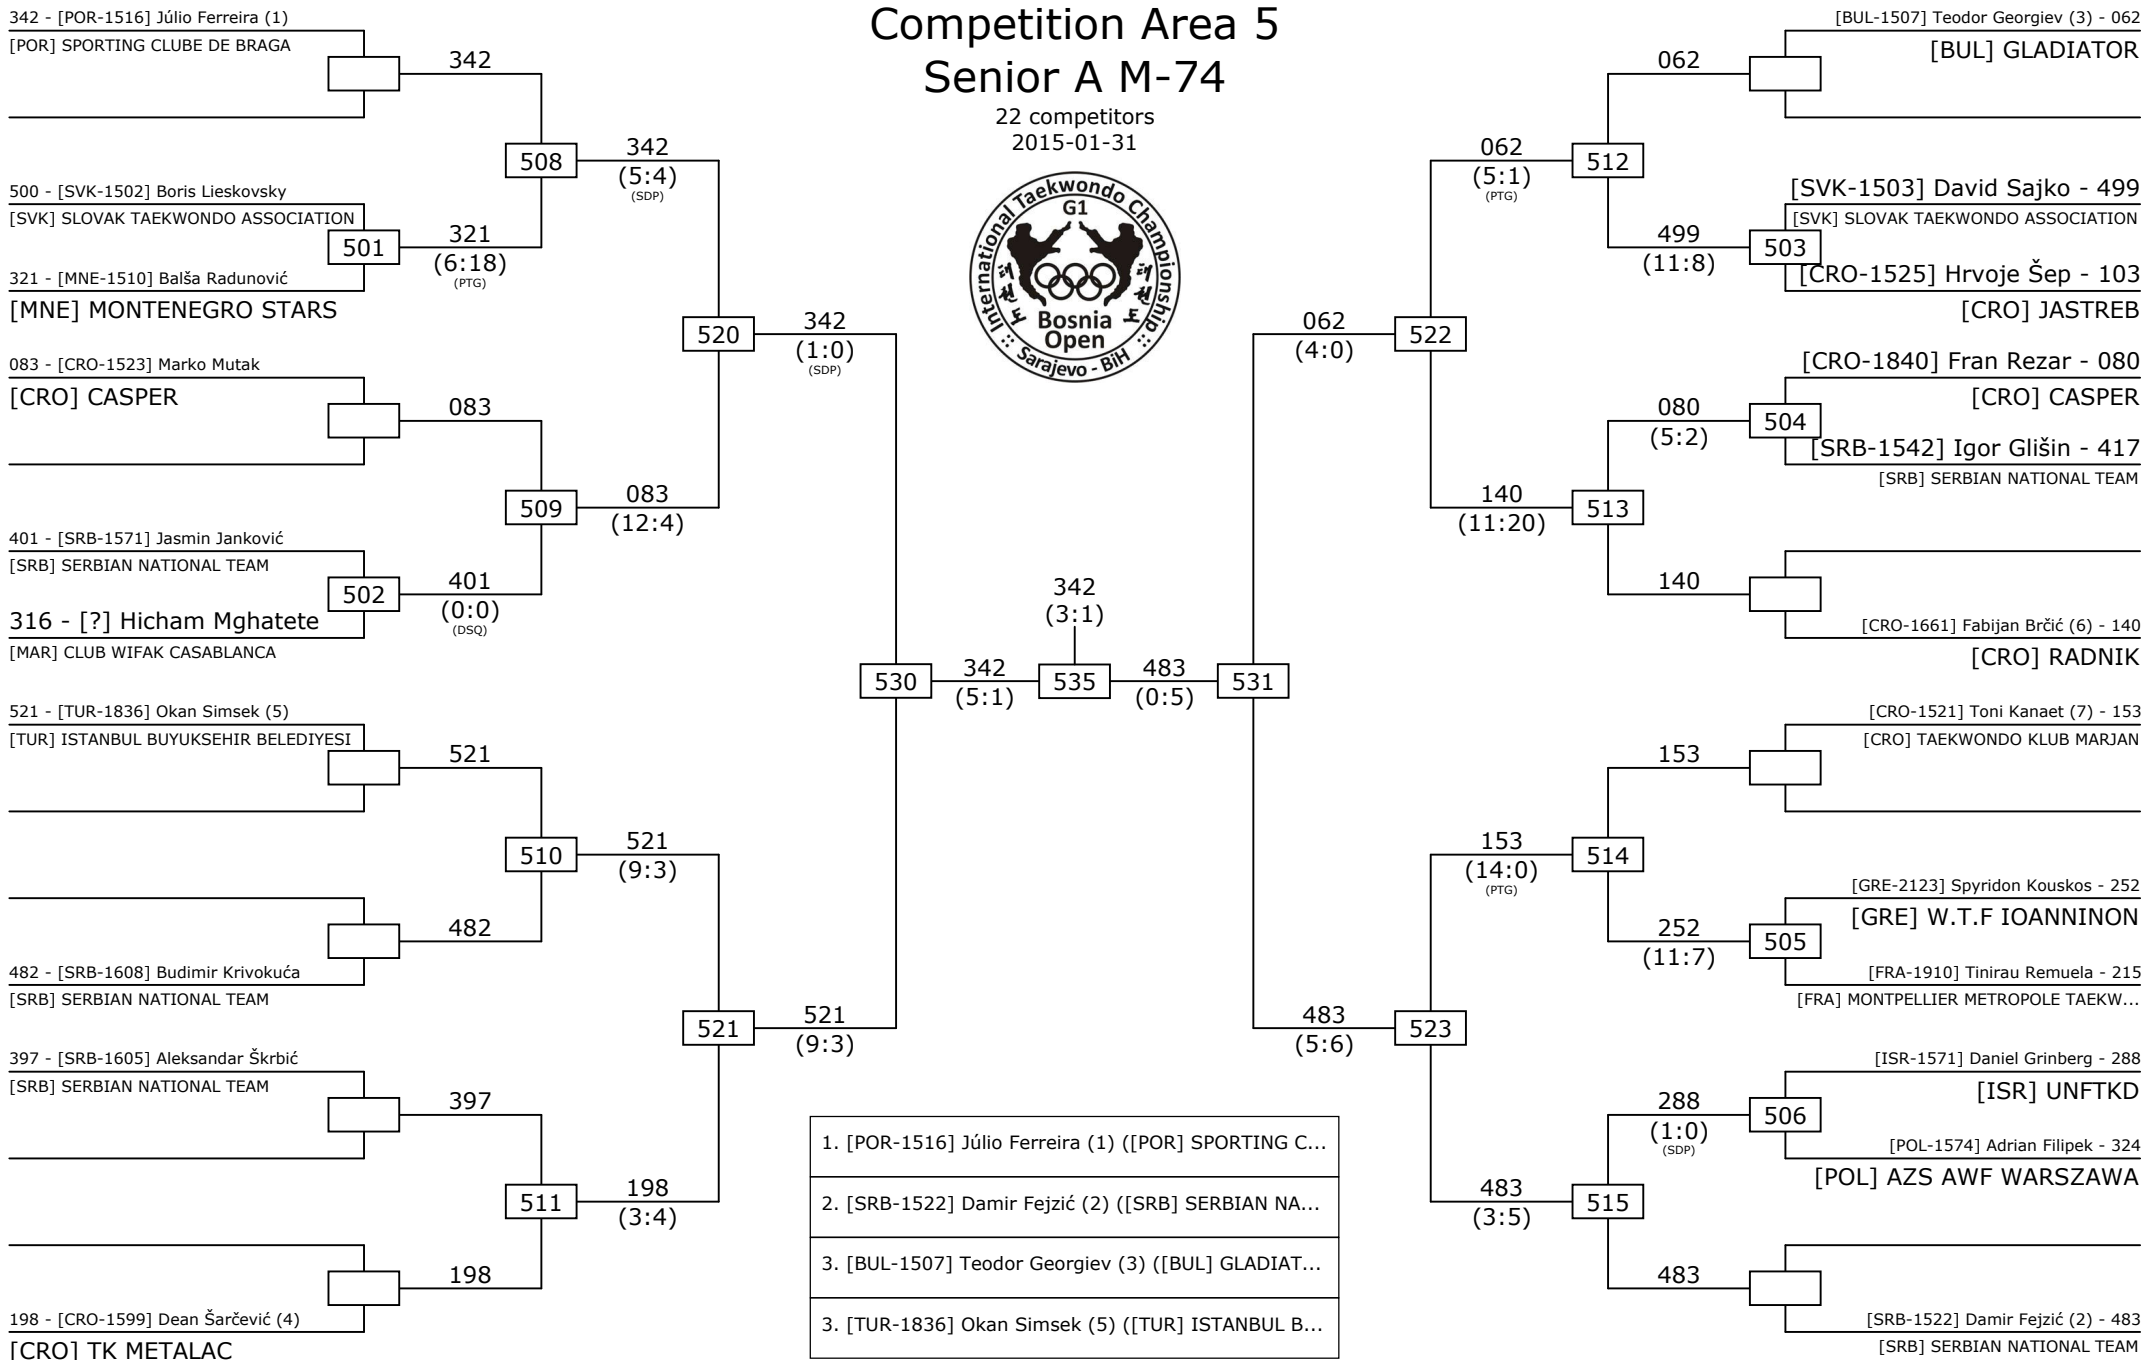 Competition Area 5
Senior A M-74
22 competitors
2015-01-31
International Taekwondo Championship
G1
Bosnia
Open
:: Sarajevo - BiH ::
342 - [POR-1516] Júlio Ferreira (1)
[POR] SPORTING CLUBE DE BRAGA
342
508
342
(5:4)
(SDP)
500 - [SVK-1502] Boris Lieskovsky
[SVK] SLOVAK TAEKWONDO ASSOCIATION
501
321
(6:18)
(PTG)
321 - [MNE-1510] Balša Radunović
[MNE] MONTENEGRO STARS
520
342
(1:0)
(SDP)
083 - [CRO-1523] Marko Mutak
[CRO] CASPER
083
509
083
(12:4)
401 - [SRB-1571] Jasmin Janković
[SRB] SERBIAN NATIONAL TEAM
502
401
(0:0)
(DSQ)
316 - [?] Hicham Mghatete
[MAR] CLUB WIFAK CASABLANCA
530
342
(5:1)
535
342
(3:1)
483
(0:5)
531
521 - [TUR-1836] Okan Simsek (5)
[TUR] ISTANBUL BUYUKSEHIR BELEDIYESI
521
510
521
(9:3)
482
482 - [SRB-1608] Budimir Krivokuća
[SRB] SERBIAN NATIONAL TEAM
521
521
(9:3)
397 - [SRB-1605] Aleksandar Škrbić
[SRB] SERBIAN NATIONAL TEAM
397
511
198
(3:4)
198
198 - [CRO-1599] Dean Šarčević (4)
[CRO] TK METALAC
[BUL-1507] Teodor Georgiev (3) - 062
[BUL] GLADIATOR
062
062
(5:1)
(PTG)
512
[SVK-1503] David Sajko - 499
[SVK] SLOVAK TAEKWONDO ASSOCIATION
499
(11:8)
503
[CRO-1525] Hrvoje Šep - 103
[CRO] JASTREB
062
(4:0)
522
[CRO-1840] Fran Rezar - 080
[CRO] CASPER
080
(5:2)
504
[SRB-1542] Igor Glišin - 417
[SRB] SERBIAN NATIONAL TEAM
140
(11:20)
513
140
[CRO-1661] Fabijan Brčić (6) - 140
[CRO] RADNIK
[CRO-1521] Toni Kanaet (7) - 153
[CRO] TAEKWONDO KLUB MARJAN
153
153
(14:0)
(PTG)
514
[GRE-2123] Spyridon Kouskos - 252
[GRE] W.T.F IOANNINON
252
(11:7)
505
[FRA-1910] Tinirau Remuela - 215
[FRA] MONTPELLIER METROPOLE TAEKW...
483
(5:6)
523
[ISR-1571] Daniel Grinberg - 288
[ISR] UNFTKD
288
(1:0)
(SDP)
506
[POL-1574] Adrian Filipek - 324
[POL] AZS AWF WARSZAWA
483
(3:5)
515
483
[SRB-1522] Damir Fejzić (2) - 483
[SRB] SERBIAN NATIONAL TEAM
1. [POR-1516] Júlio Ferreira (1) ([POR] SPORTING C...
2. [SRB-1522] Damir Fejzić (2) ([SRB] SERBIAN NA...
3. [BUL-1507] Teodor Georgiev (3) ([BUL] GLADIAT...
3. [TUR-1836] Okan Simsek (5) ([TUR] ISTANBUL B...